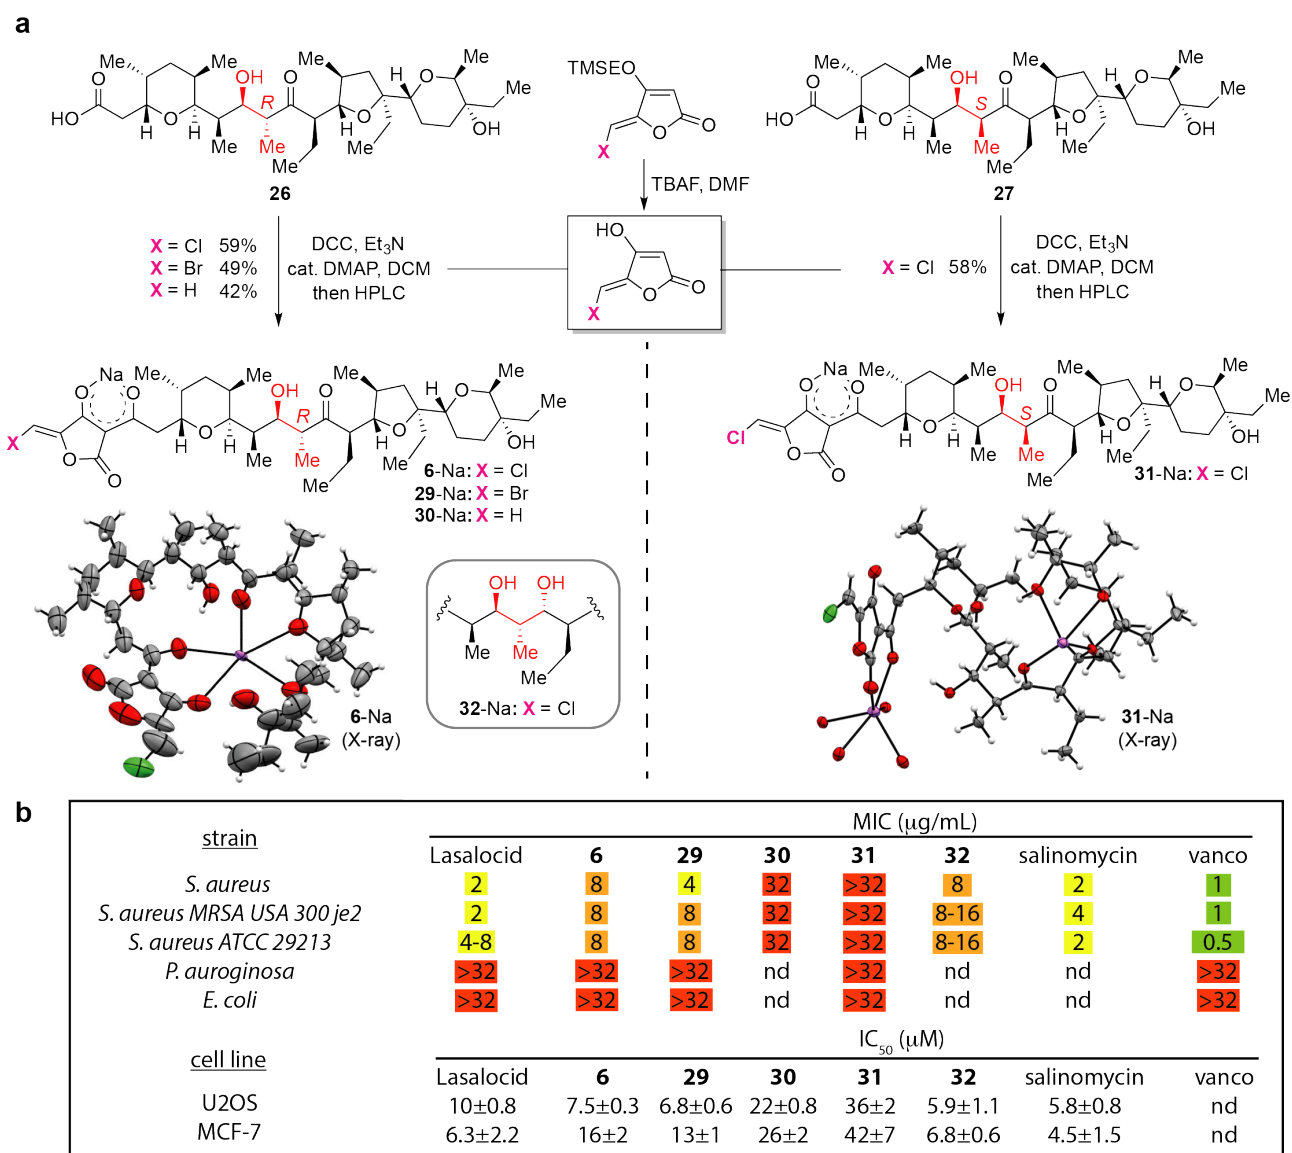 a
Me
Me
OH
O
O
HO
H
O
H
Me
R
Me
Me
Me
H
O
Et
Me
H
O
Me
Me
OH
26
TMSEO
O
O
X
TBAF, DMF
Me
Me
OH
O
O
HO
H
O
H
Me
S
Me
Me
Me
H
O
Me
H
O
Me
Me
OH
27
X = Cl 59%
X = Br 49%
X = H 42%
DCC, Et3N
cat. DMAP, DCM
then HPLC
HO
O
O
X
X = Cl 58%
DCC, Et3N
cat. DMAP, DCM
then HPLC
Na
O
O
Me
Me
OH
O
Me
H
O
Me
Me
X
O
O
H
O
H
Me
R
Me
Me
H
O
Me
OH
6-Na: X = Cl
29-Na: X = Br
30-Na: X = H
Na
O
O
Me
Me
OH
O
Me
H
O
Me
Me
Cl
O
O
H
O
H
Me
S
Me
Me
H
O
Me
OH
31-Na: X = Cl
OH OH
Me Me
Me
32-Na: X = Cl
6-Na
(X-ray)
31-Na
(X-ray)
b
MIC (μg/mL)
strain
Lasalocid 6 29 30 31 32 salinomycin vanco
S. aureus 2 8 4 32 >32 8 2 1
S. aureus MRSA USA 300 je2 2 8 8 32 >32 8-16 4 1
S. aureus ATCC 29213 4-8 8 8 32 >32 8-16 2 0.5
P. auroginosa >32 >32 >32 nd >32 nd nd >32
E. coli >32 >32 >32 nd >32 nd nd >32
IC50 (μM)
cell line
Lasalocid 6 29 30 31 32 salinomycin vanco
U2OS 10±0.8 7.5±0.3 6.8±0.6 22±0.8 36±2 5.9±1.1 5.8±0.8 nd
MCF-7 6.3±2.2 16±2 13±1 26±2 42±7 6.8±0.6 4.5±1.5 nd